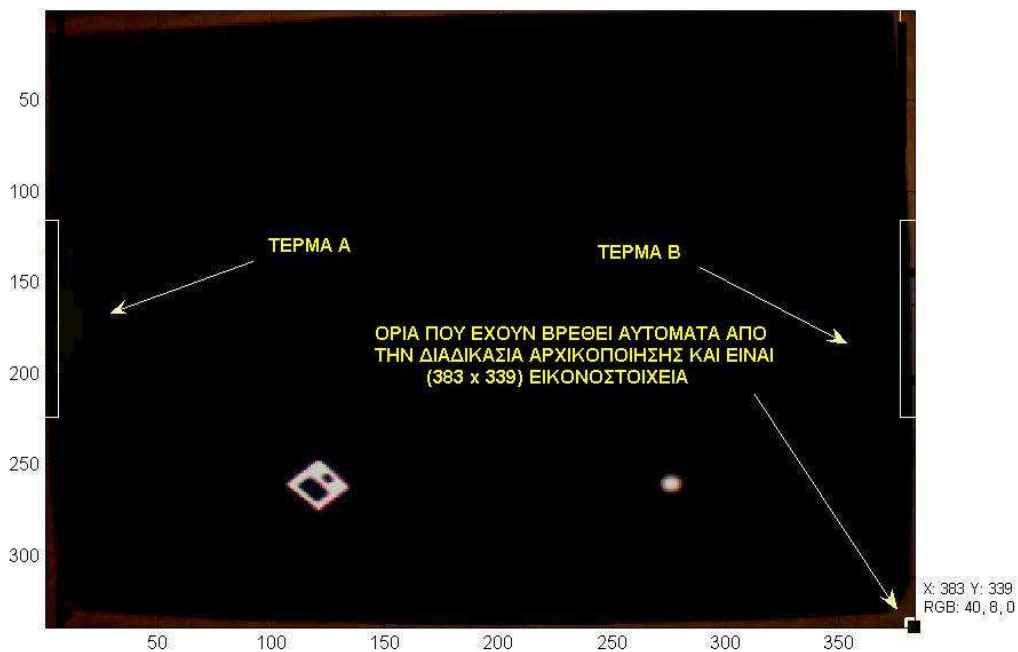 50
100
150
200
250
300
ΤΕΡΜΑ Α
ΤΕΡΜΑ Β
ΟΡΙΑ ΠΟΥ ΕΧΟΥΝ ΒΡΕΘΕΙ ΑΥΤΟΜΑΤΑ ΑΠΟ
ΤΗΝ ΔΙΑΔΙΚΑΣΙΑ ΑΡΧΙΚΟΠΟΙΗΣΗΣ ΚΑΙ ΕΙΝΑΙ
(383 x 339) ΕΙΚΟΝΟΣΤΟΙΧΕΙΑ
X: 383 Y: 339
RGB: 40, 8, 0
50 100 150 200 250 300 350